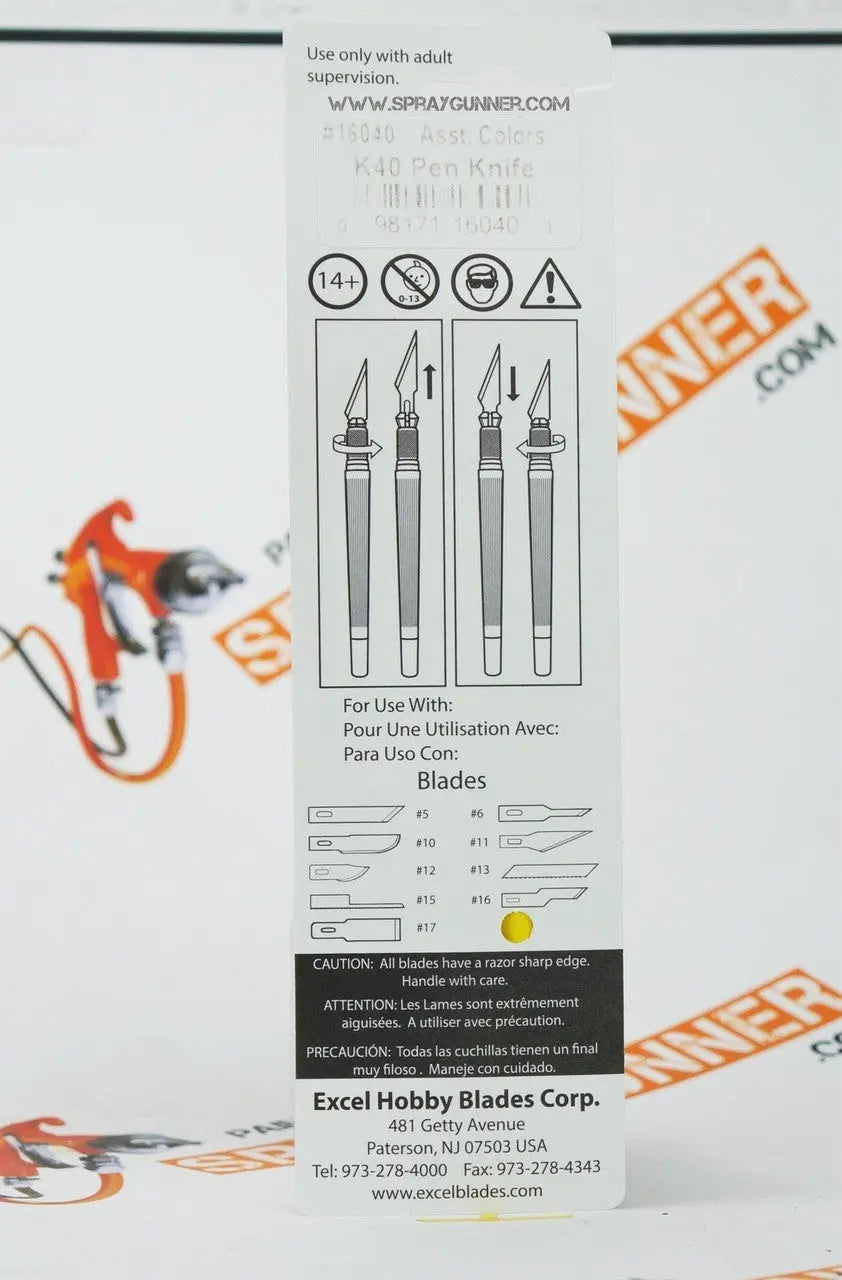 Use only with adult
supervision.
WWW.SPRAYGUNNER.COM
#16040 Asst. Colors
K40 Pen Knife
0 98171 16040 1
14+
0-13
NNER
.COM
SP
For Use With:
Pour Une Utilisation Avec:
Para Uso Con:
Blades
#5 #6
#10 #11
#12 #13
#15 #16
#17
CAUTION: All blades have a razor sharp edge.
Handle with care.
ATTENTION: Les Lames sont extrêmement
aiguisées. A utiliser avec précaution.
PRECAUCIÓN: Todas las cuchillas tienen un final
muy filoso . Maneje con cuidado.
NNER
Excel Hobby Blades Corp.
481 Getty Avenue
Paterson, NJ 07503 USA
Tel: 973-278-4000 Fax: 973-278-4343
www.excelblades.com